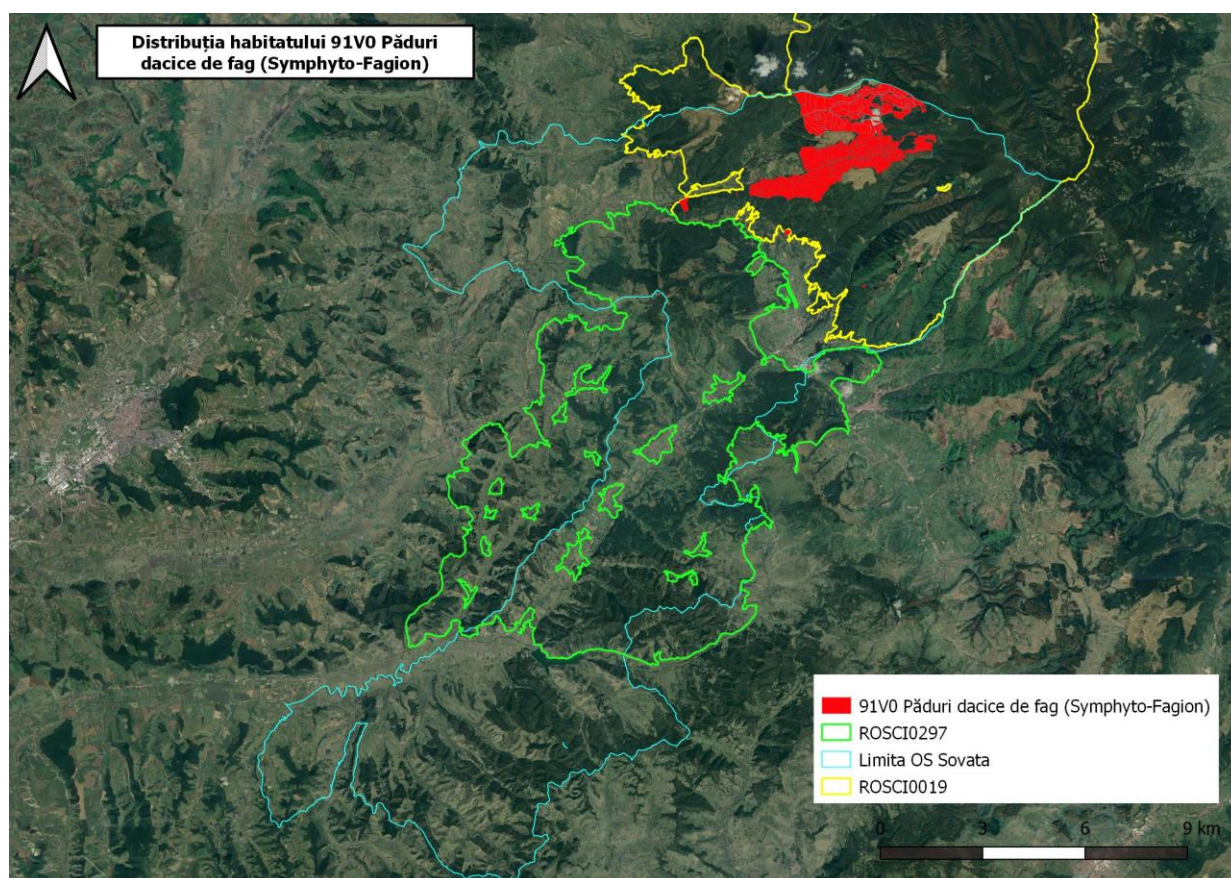 Distribuția habitatului 91V0 Păduri
dacice de fag (Symphyto-Fagion)
91V0 Păduri dacice de fag (Symphyto-Fagion)
ROSCI0297
Limita OS Sovata
ROSCI0019
0 3 6 9 km